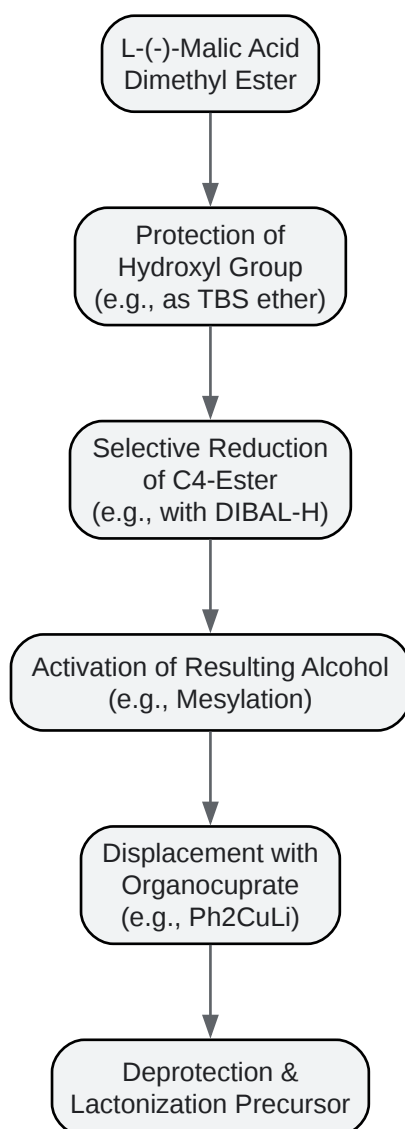 L-(-)-Malic Acid
Dimethyl Ester
Protection of
Hydroxyl Group
(e.g., as TBS ether)
Selective Reduction
of C4-Ester
(e.g., with DIBAL-H)
Activation of Resulting Alcohol
(e.g., Mesylation)
Displacement with
Organocuprate
(e.g., Ph2CuLi)
Deprotection &
Lactonization Precursor